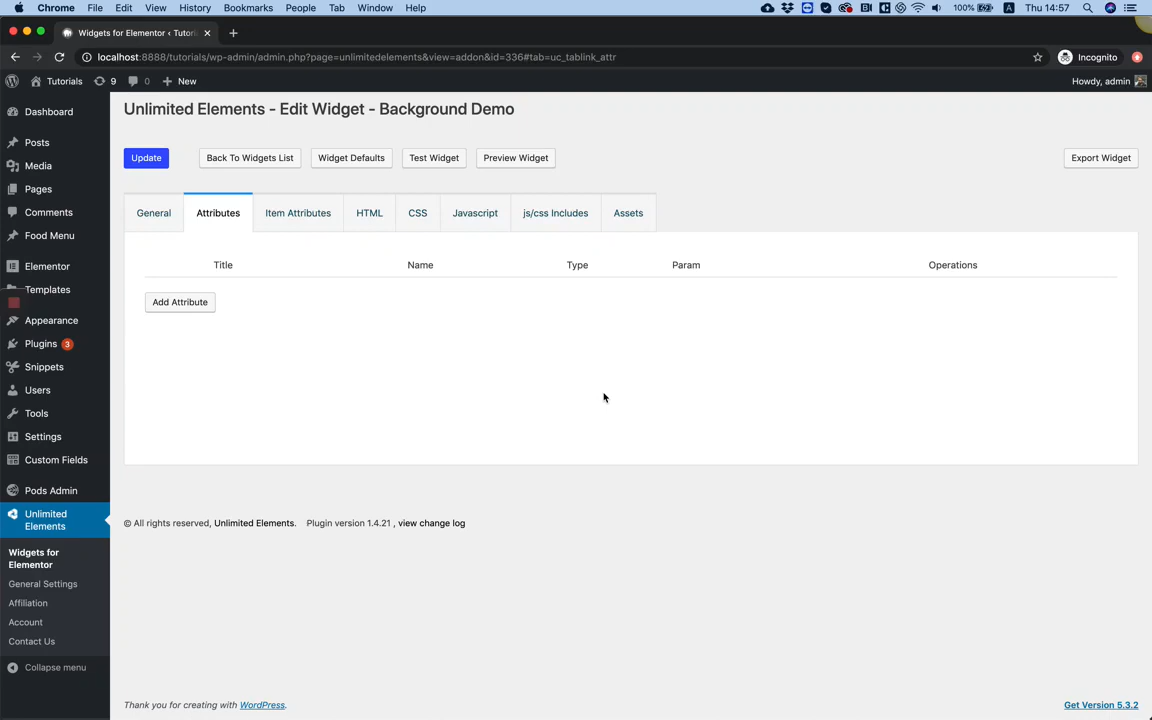 Chrome File Edit View History Bookmarks People Tab Window Help 100% Thu 14:57
Widgets for Elementor ‹ Tutori
localhost:8888/tutorials/wp-admin/admin.php?page=unlimitedelements&view=addon&id=336#tab=uc_tablink_attr Incognito
Tutorials 9 0 New Howdy, admin
Dashboard
Posts
Media
Pages
Comments
Food Menu
Elementor
Templates
Appearance
Plugins 3
Snippets
Users
Tools
Settings
Custom Fields
Pods Admin
Unlimited
Elements
Widgets for
Elementor
General Settings
Affiliation
Account
Contact Us
Collapse menu
Unlimited Elements - Edit Widget - Background Demo
Update Back To Widgets List Widget Defaults Test Widget Preview Widget Export Widget
General Attributes Item Attributes HTML CSS Javascript js/css Includes Assets
Title Name Type Param Operations
Add Attribute
© All rights reserved, Unlimited Elements. Plugin version 1.4.21 , view change log
Thank you for creating with WordPress. Get Version 5.3.2